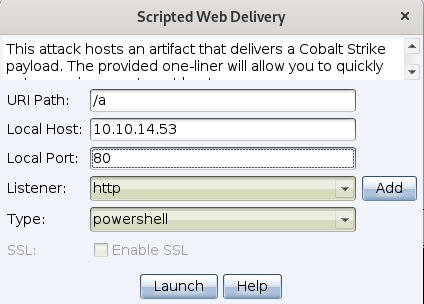 Scripted Web Delivery
This attack hosts an artifact that delivers a Cobalt Strike
payload. The provided one-liner will allow you to quickly
URI Path: /a
Local Host: 10.10.14.53
Local Port: 80
Listener: http Add
Type: powershell
SSL: Enable SSL
Launch Help